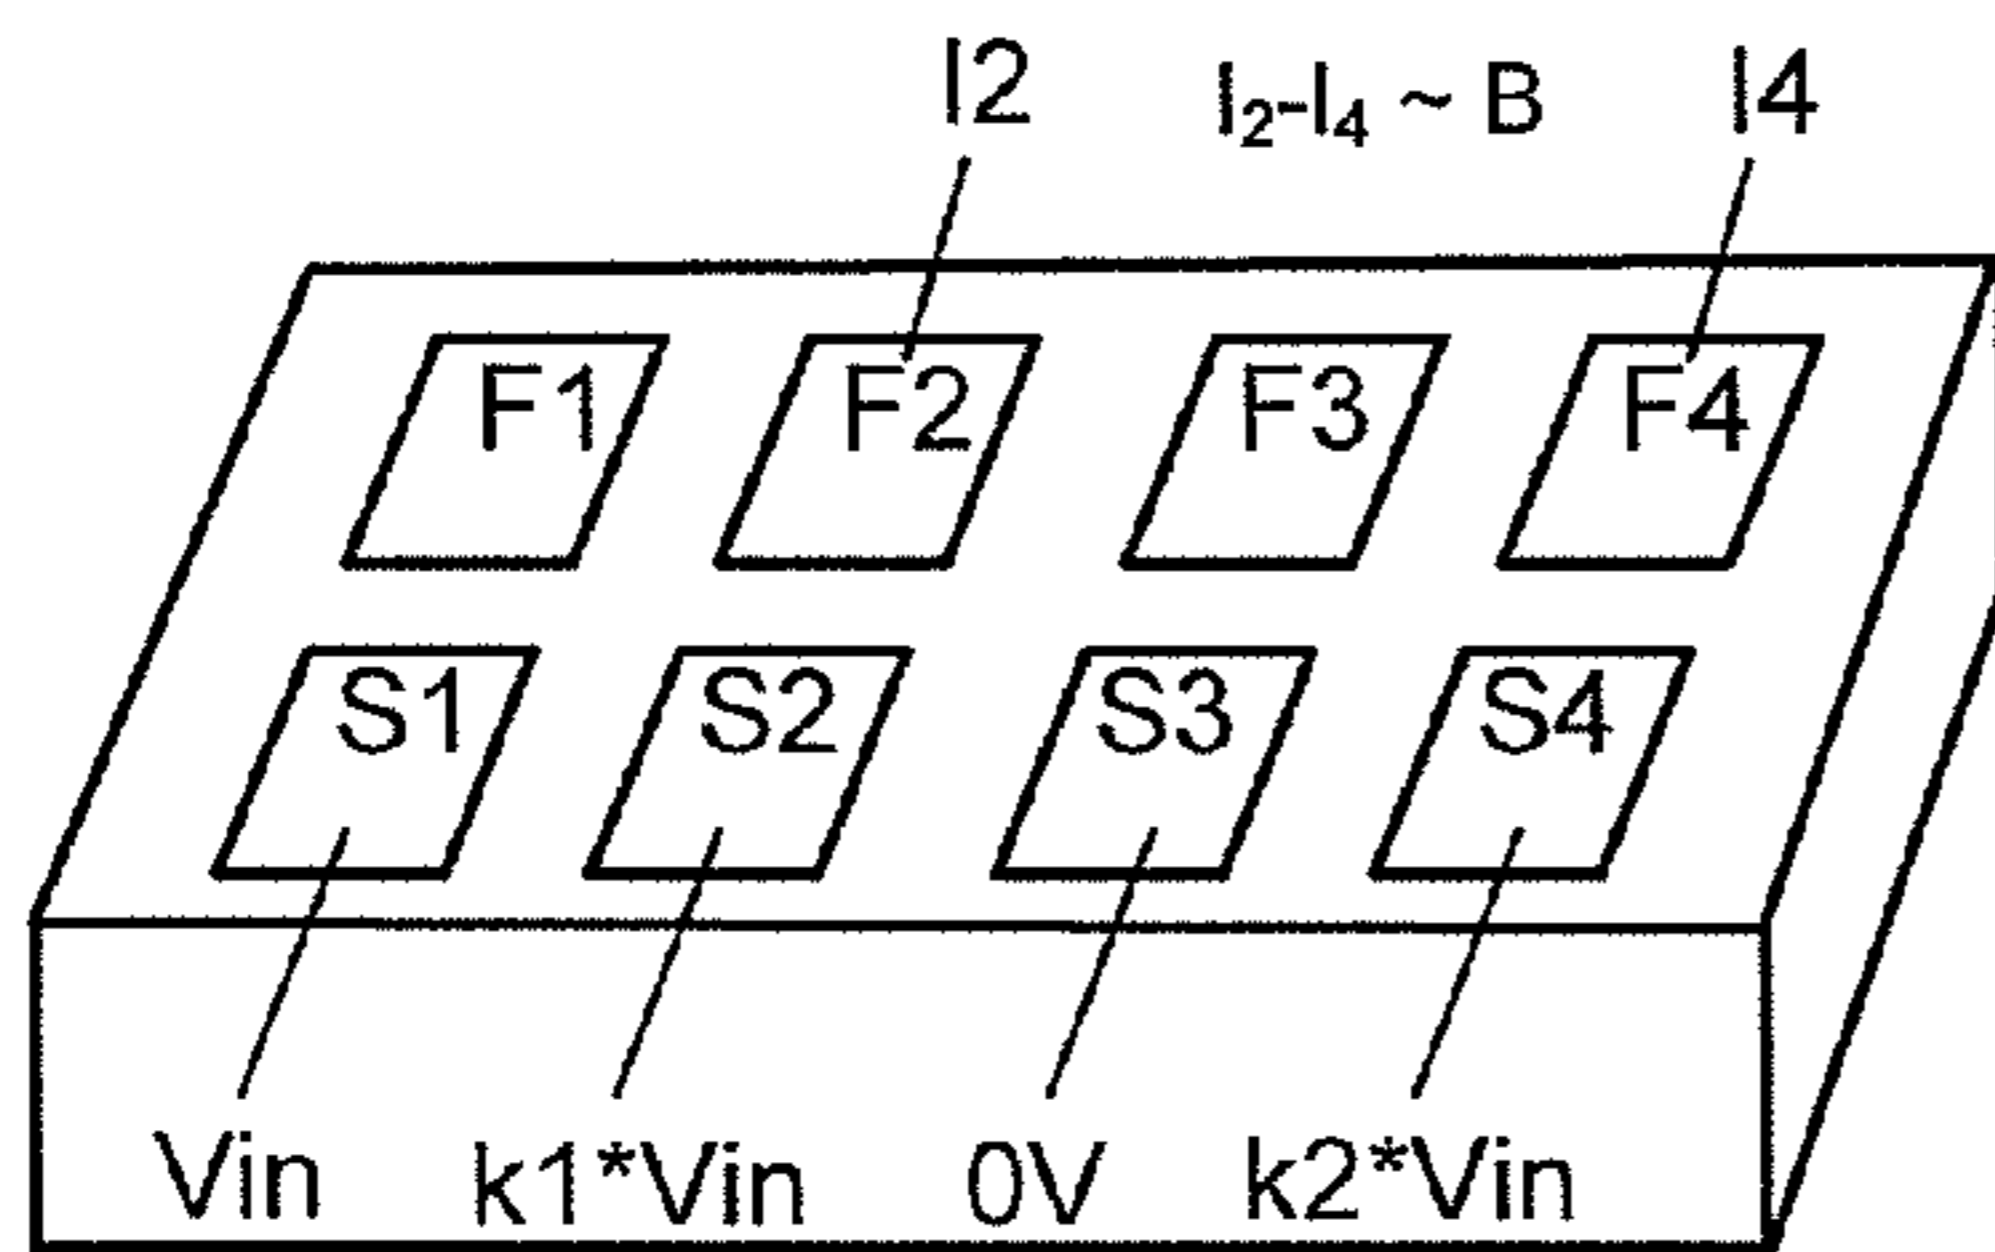 I2 I₂-I₄ ~ B I4
F1 F2 F3 F4
S1 S2 S3 S4
Vin k1*Vin 0V k2*Vin